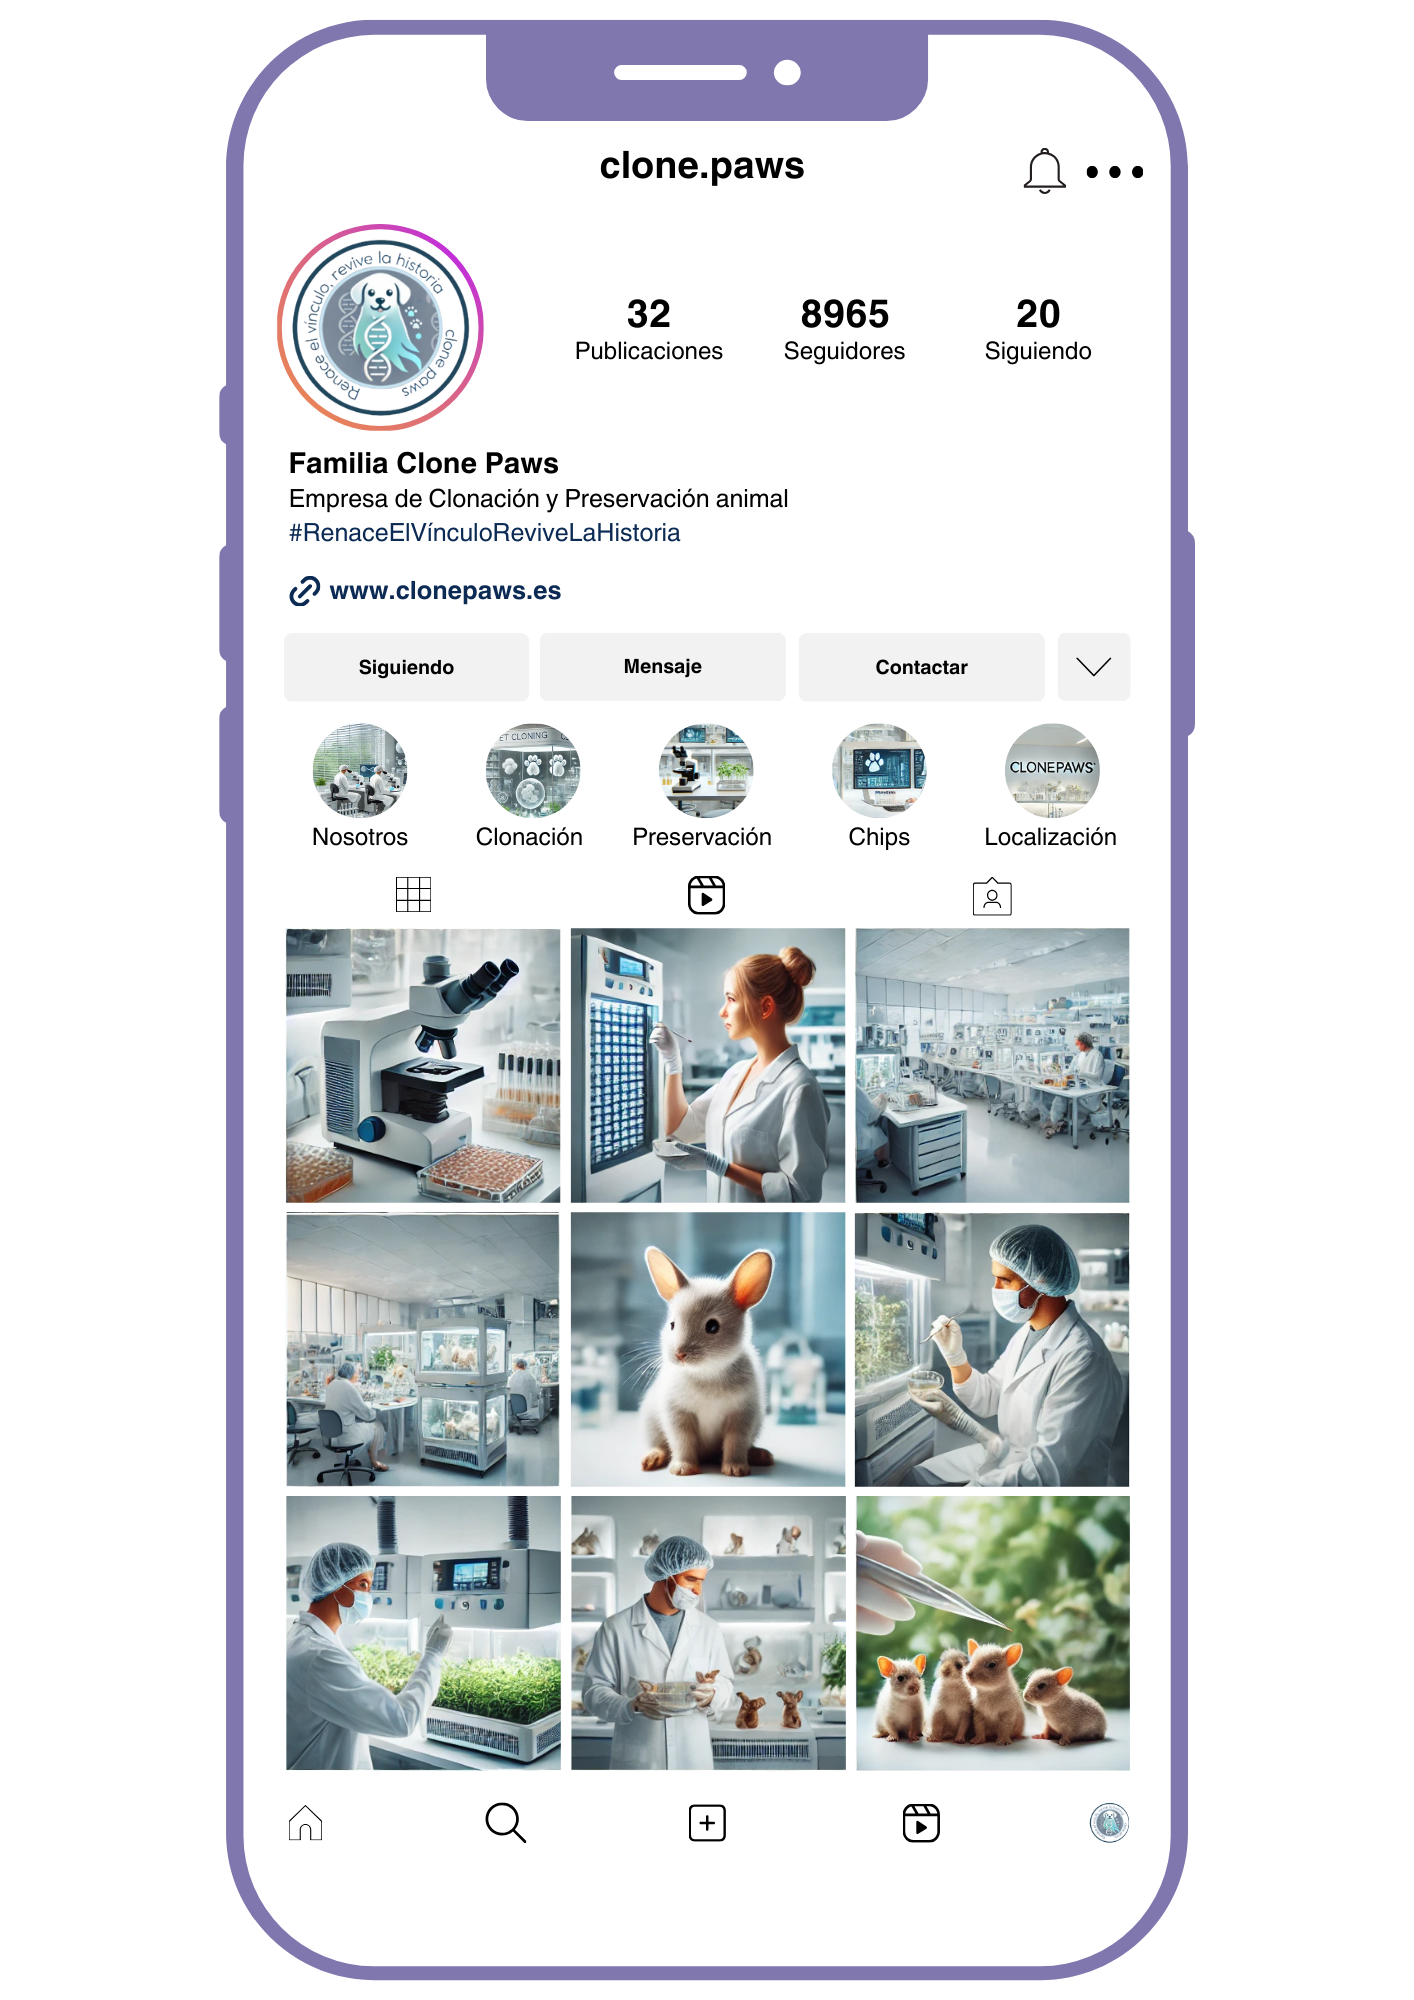 clone.paws
Renace el vínculo, revive la historia
clone paws
32 8965 20
Publicaciones Seguidores Siguiendo
Familia Clone Paws
Empresa de Clonación y Preservación animal
#RenaceElVínculoReviveLaHistoria
www.clonepaws.es
Siguiendo Mensaje Contactar
ET CLONING
CLONEPAWS
Nosotros Clonación Preservación Chips Localización